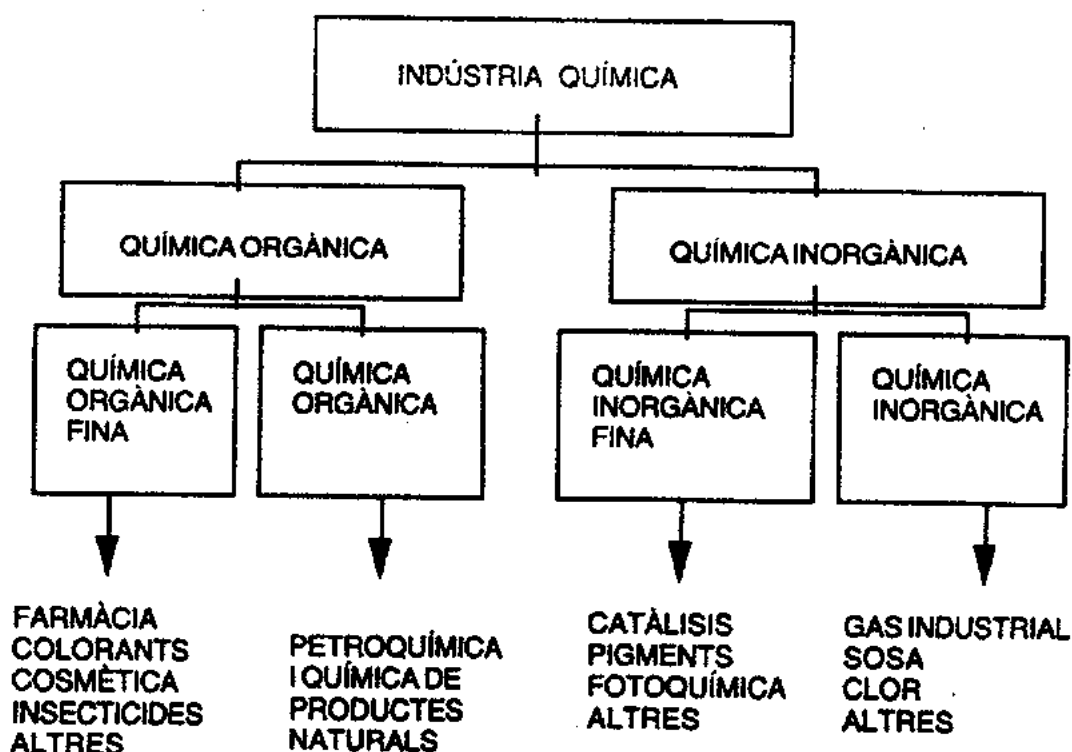 INDÚSTRIA QUÍMICA
QUÍMICA ORGÀNICA
QUÍMICA INORGÀNICA
QUÍMICA
ORGÀNICA
FINA
QUÍMICA
ORGÀNICA
QUÍMICA
INORGÀNICA
FINA
QUÍMICA
INORGÀNICA
FARMÀCIA
COLORANTS
COSMÈTICA
INSECTICIDES
ALTRES
PETROQUÍMICA
I QUÍMICA DE
PRODUCTES
NATURALS
CATÀLISIS
PIGMENTS
FOTOQUÍMICA
ALTRES
GAS INDUSTRIAL
SOSA
CLOR
ALTRES